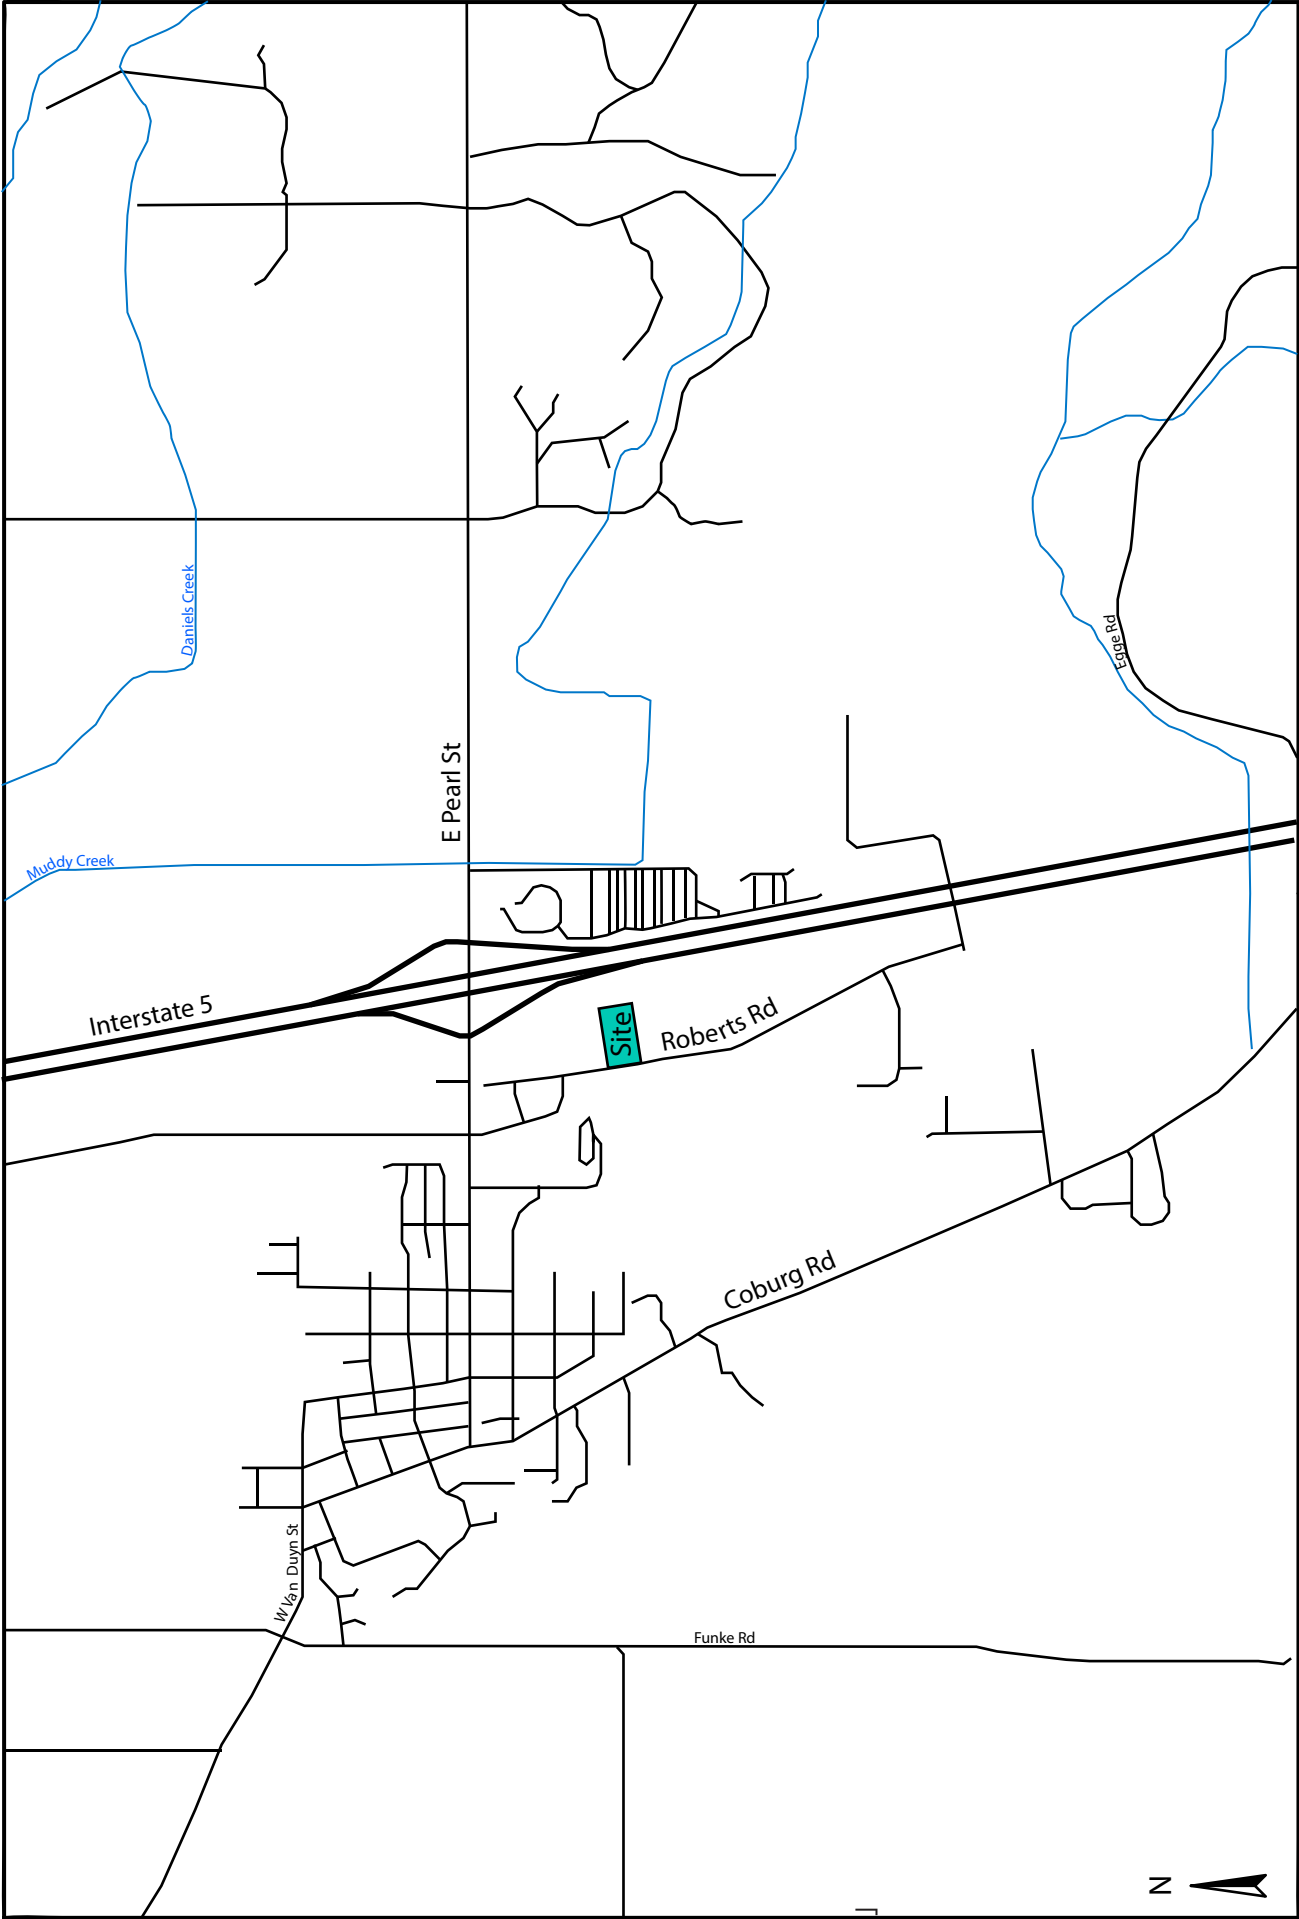 Daniels Creek
Egge Rd
E Pearl St
Muddy Creek
Interstate 5
Site
Roberts Rd
Coburg Rd
W Van Duyn St
Funke Rd
N